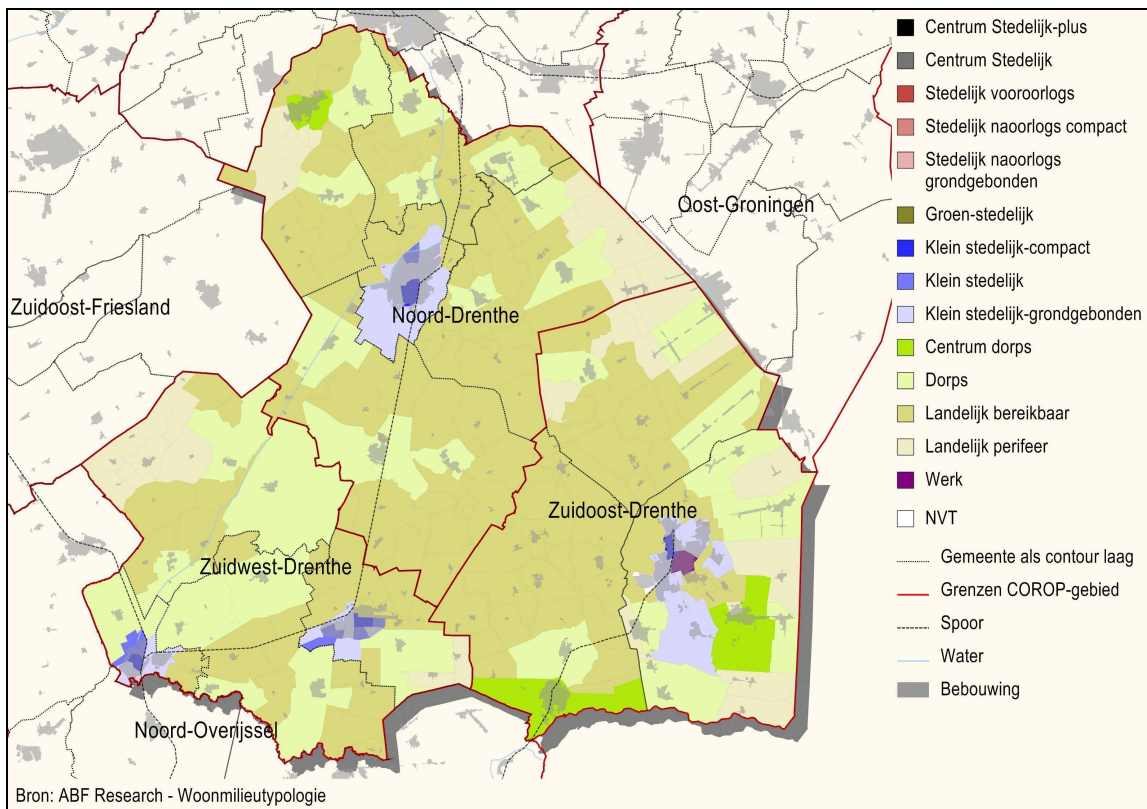 Centrum Stedelijk-plus
Centrum Stedelijk
Stedelijk vooroorlogs
Stedelijk naoorlogs compact
Stedelijk naoorlogs
grondgebonden
Groen-stedelijk
Klein stedelijk-compact
Klein stedelijk
Klein stedelijk-grondgebonden
Centrum dorps
Dorps
Landelijk bereikbaar
Landelijk perifeer
Werk
NVT
Gemeente als contour laag
Grenzen COROP-gebied
Spoor
Water
Bebouwing
Oost-Groningen
Zuidoost-Friesland
Noord-Drenthe
Zuidoost-Drenthe
Zuidwest-Drenthe
Noord-Overijssel
Bron: ABF Research - Woonmilieutypologie